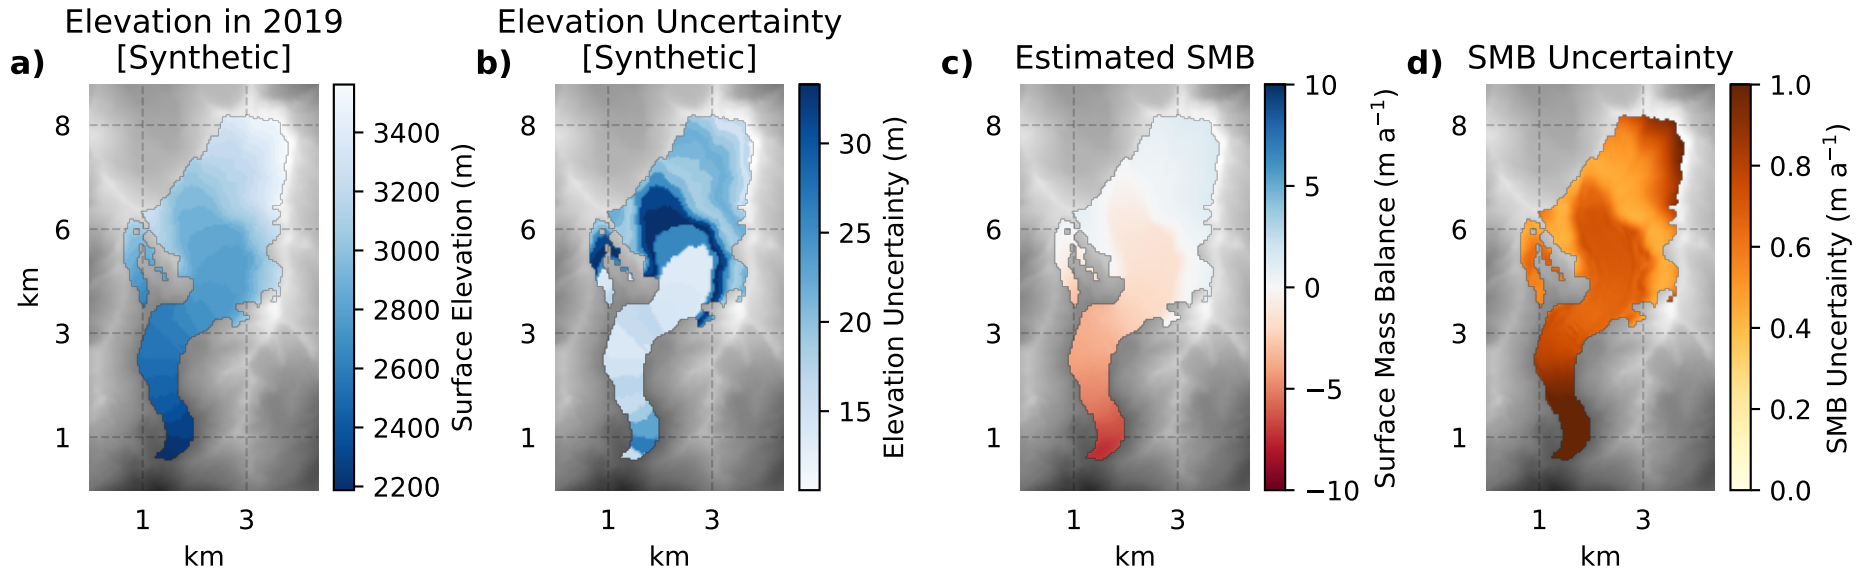 a)
Elevation in 2019
[Synthetic]
km
8
6
3
1
1
3
km
3400
3200
3000
2800
2600
2400
2200
Surface Elevation (m)
b)
Elevation Uncertainty
[Synthetic]
8
6
3
1
1
3
km
30
25
20
15
Elevation Uncertainty (m)
c)
Estimated SMB
8
6
3
1
1
3
km
10
5
0
−5
−10
Surface Mass Balance (m a⁻¹)
d)
SMB Uncertainty
8
6
3
1
1
3
km
1.0
0.8
0.6
0.4
0.2
0.0
SMB Uncertainty (m a⁻¹)